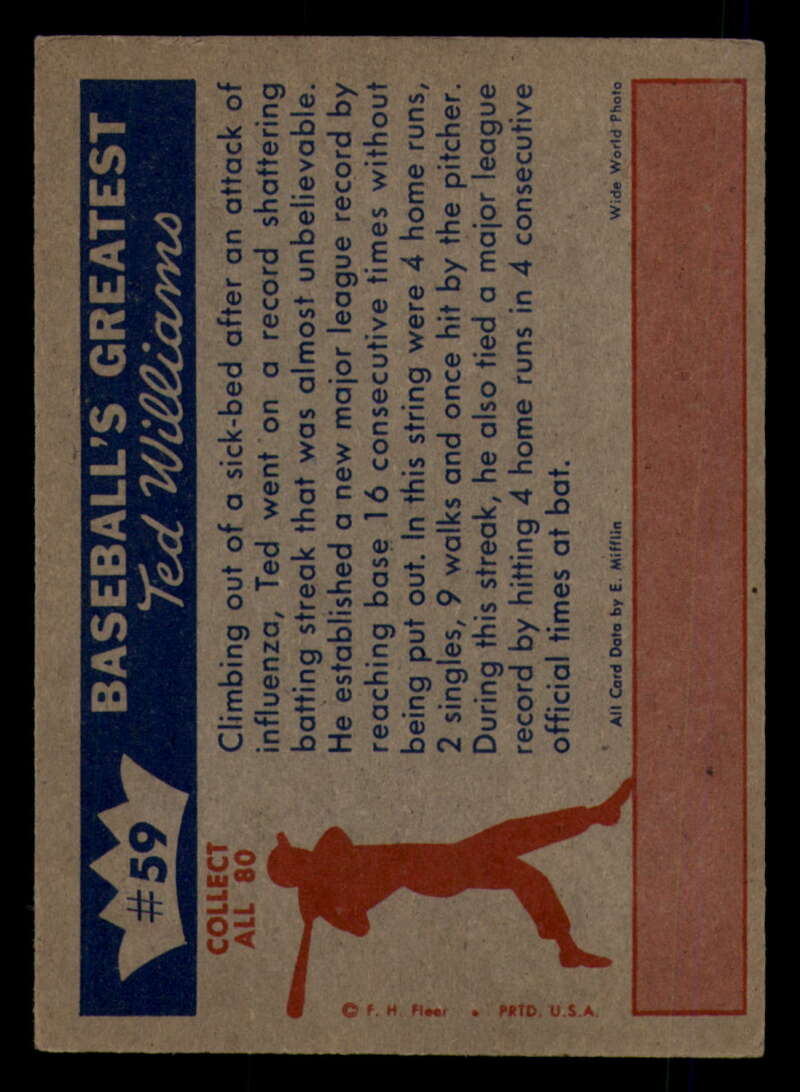 #59
BASEBALL'S GREATEST
Ted Williams
COLLECT
ALL 80
Climbing out of a sick-bed after an attack of
influenza, Ted went on a record shattering
batting streak that was almost unbelievable.
He established a new major league record by
reaching base 16 consecutive times without
being put out. In this string were 4 home runs,
2 singles, 9 walks and once hit by the pitcher.
During this streak, he also tied a major league
record by hitting 4 home runs in 4 consecutive
official times at bat.
© F. H. Fleer • PRTD. U.S.A.
All Card Data by E. Mifflin
Wide World Photo